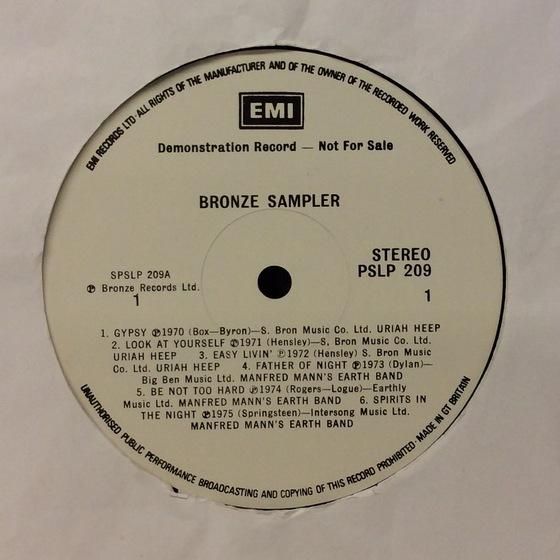 EMI RECORDS LTD · ALL RIGHTS OF THE MANUFACTURER AND OF THE OWNER OF THE RECORDED WORK RESERVED
EMI
Demonstration Record — Not For Sale
BRONZE SAMPLER
STEREO
PSLP 209
1
SPSLP 209A
℗ Bronze Records Ltd.
1
1. GYPSY ℗1970 (Box—Byron)—S. Bron Music Co. Ltd. URIAH HEEP
2. LOOK AT YOURSELF ℗1971 (Hensley)— S. Bron Music Co. Ltd.
URIAH HEEP 3. EASY LIVIN' ℗1972 (Hensley) S. Bron Music
Co. Ltd. URIAH HEEP 4. FATHER OF NIGHT ℗1973 (Dylan)—
Big Ben Music Ltd. MANFRED MANN'S EARTH BAND
5. BE NOT TOO HARD ℗1974 (Rogers—Logue)—Earthly
Music Ltd. MANFRED MANN'S EARTH BAND 6. SPIRITS IN
THE NIGHT ℗1975 (Springsteen)—Intersong Music Ltd.
MANFRED MANN'S EARTH BAND
UNAUTHORISED PUBLIC PERFORMANCE BROADCASTING AND COPYING OF THIS RECORD PROHIBITED · MADE IN GT BRITAIN